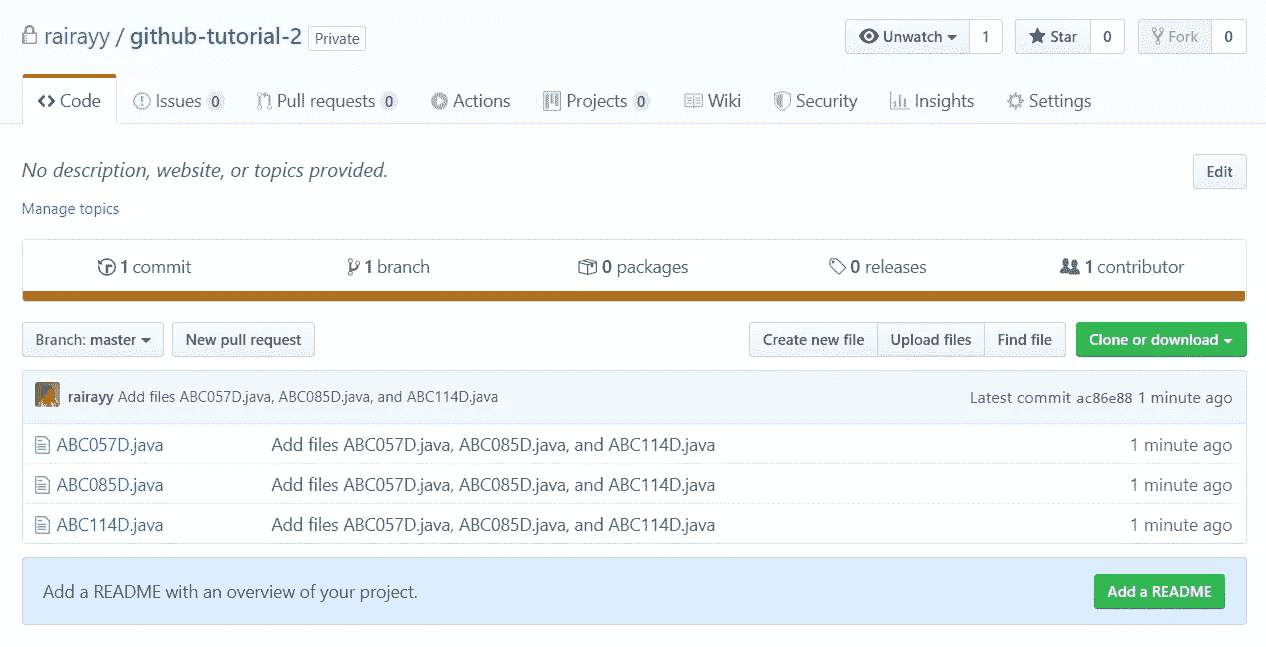 rairayy / github-tutorial-2 Private Unwatch 1 Star 0 Fork 0
Code Issues 0 Pull requests 0 Actions Projects 0 Wiki Security Insights Settings
No description, website, or topics provided. Edit
Manage topics
1 commit 1 branch 0 packages 0 releases 1 contributor
Branch: master New pull request Create new file Upload files Find file Clone or download
rairayy Add files ABC057D.java, ABC085D.java, and ABC114D.java Latest commit ac86e88 1 minute ago
ABC057D.java Add files ABC057D.java, ABC085D.java, and ABC114D.java 1 minute ago
ABC085D.java Add files ABC057D.java, ABC085D.java, and ABC114D.java 1 minute ago
ABC114D.java Add files ABC057D.java, ABC085D.java, and ABC114D.java 1 minute ago
Add a README with an overview of your project. Add a README